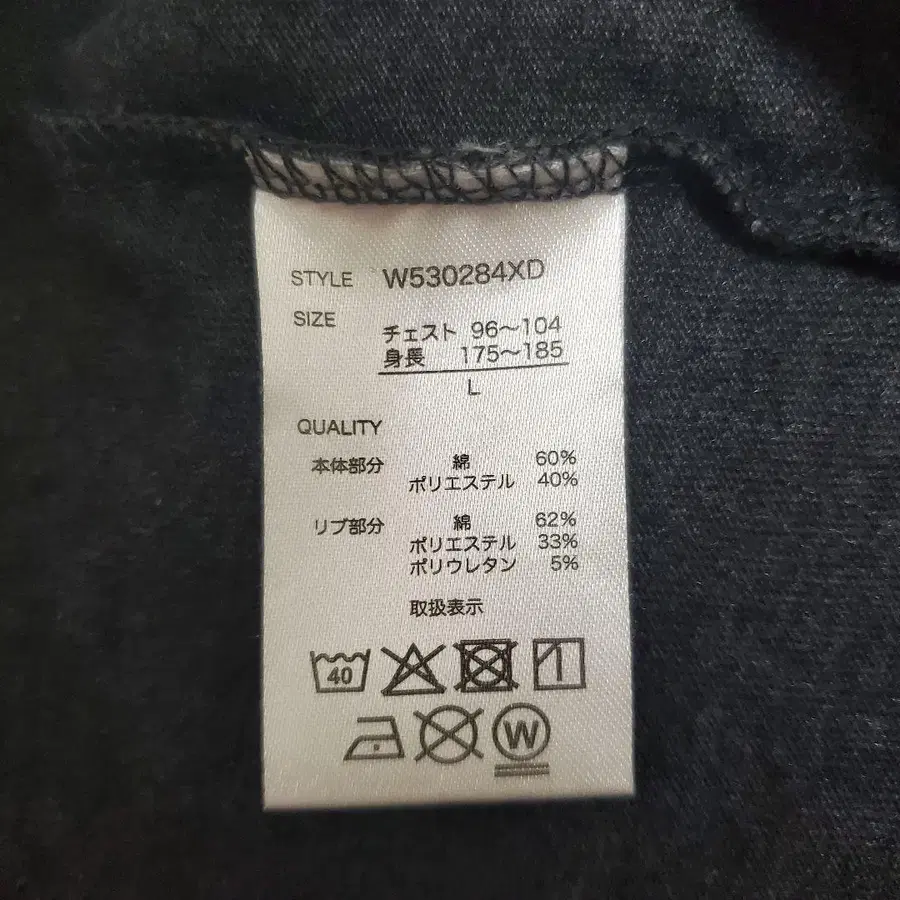 STYLE W530284XD
SIZE
チェスト 96～104
身長 175～185
L
QUALITY
本体部分 綿 60%
ポリエステル 40%
リブ部分 綿 62%
ポリエステル 33%
ポリウレタン 5%
取扱表示
40
W